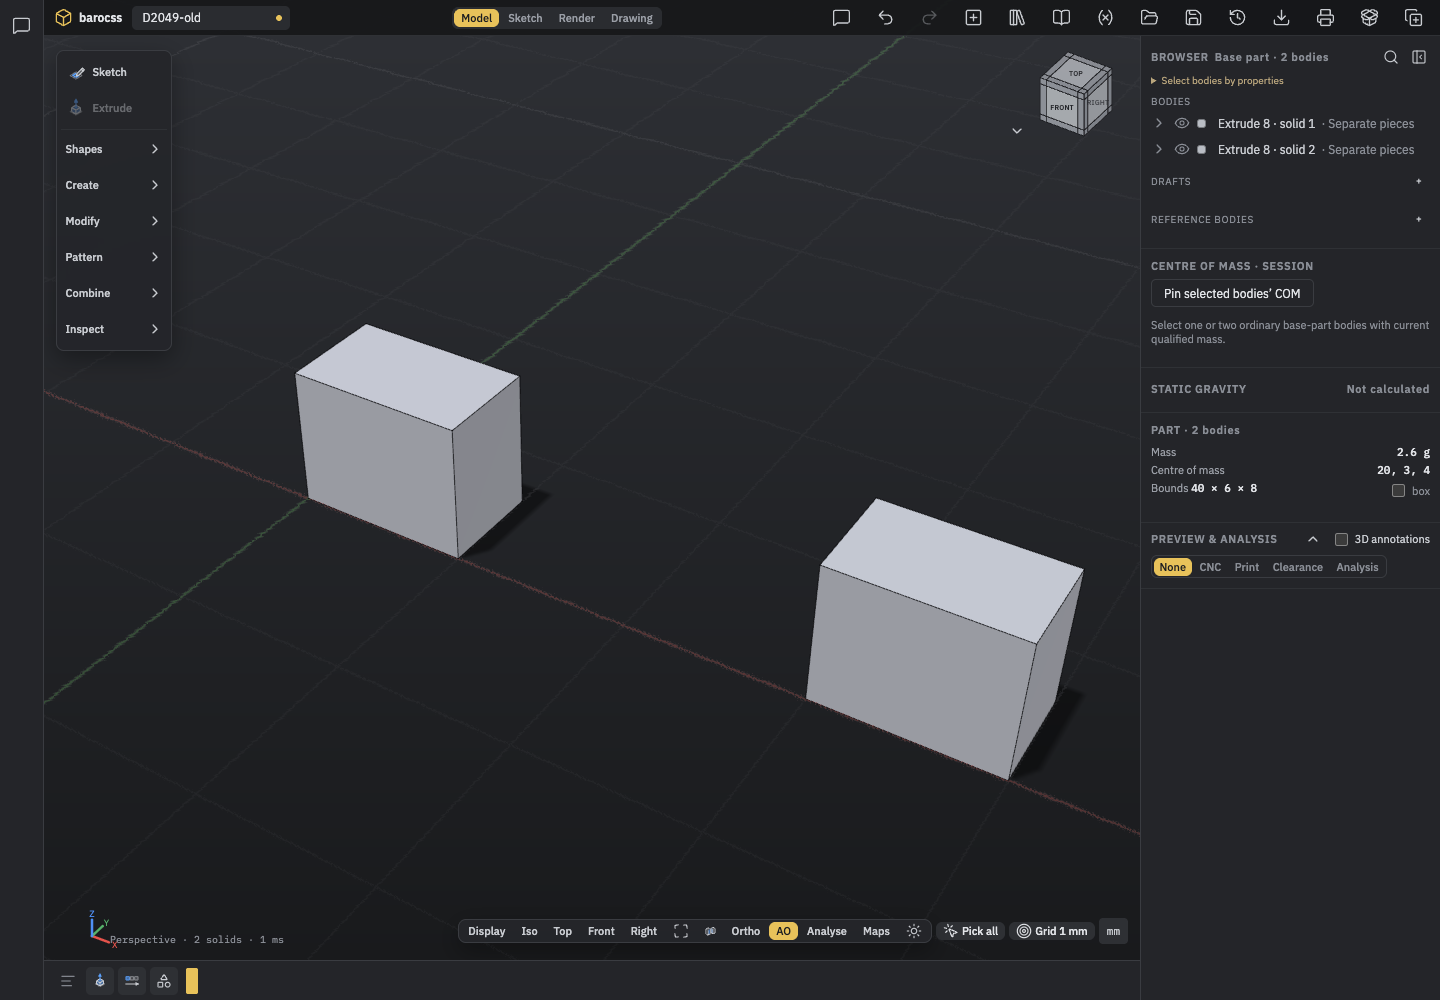 barocss
D2049-old
Model Sketch Render Drawing
Sketch
Extrude
Shapes
Create
Modify
Pattern
Combine
Inspect
TOP
FRONT
RIGHT
BROWSER Base part · 2 bodies
Select bodies by properties
BODIES
Extrude 8 · solid 1 · Separate pieces
Extrude 8 · solid 2 · Separate pieces
DRAFTS +
REFERENCE BODIES +
CENTRE OF MASS · SESSION
Pin selected bodies’ COM
Select one or two ordinary base-part bodies with current
qualified mass.
STATIC GRAVITY Not calculated
PART · 2 bodies
Mass 2.6 g
Centre of mass 20, 3, 4
Bounds 40 × 6 × 8 box
PREVIEW & ANALYSIS 3D annotations
None CNC Print Clearance Analysis
Z
Y
X
Perspective · 2 solids · 1 ms
Display Iso Top Front Right Ortho AO Analyse Maps Pick all Grid 1 mm mm